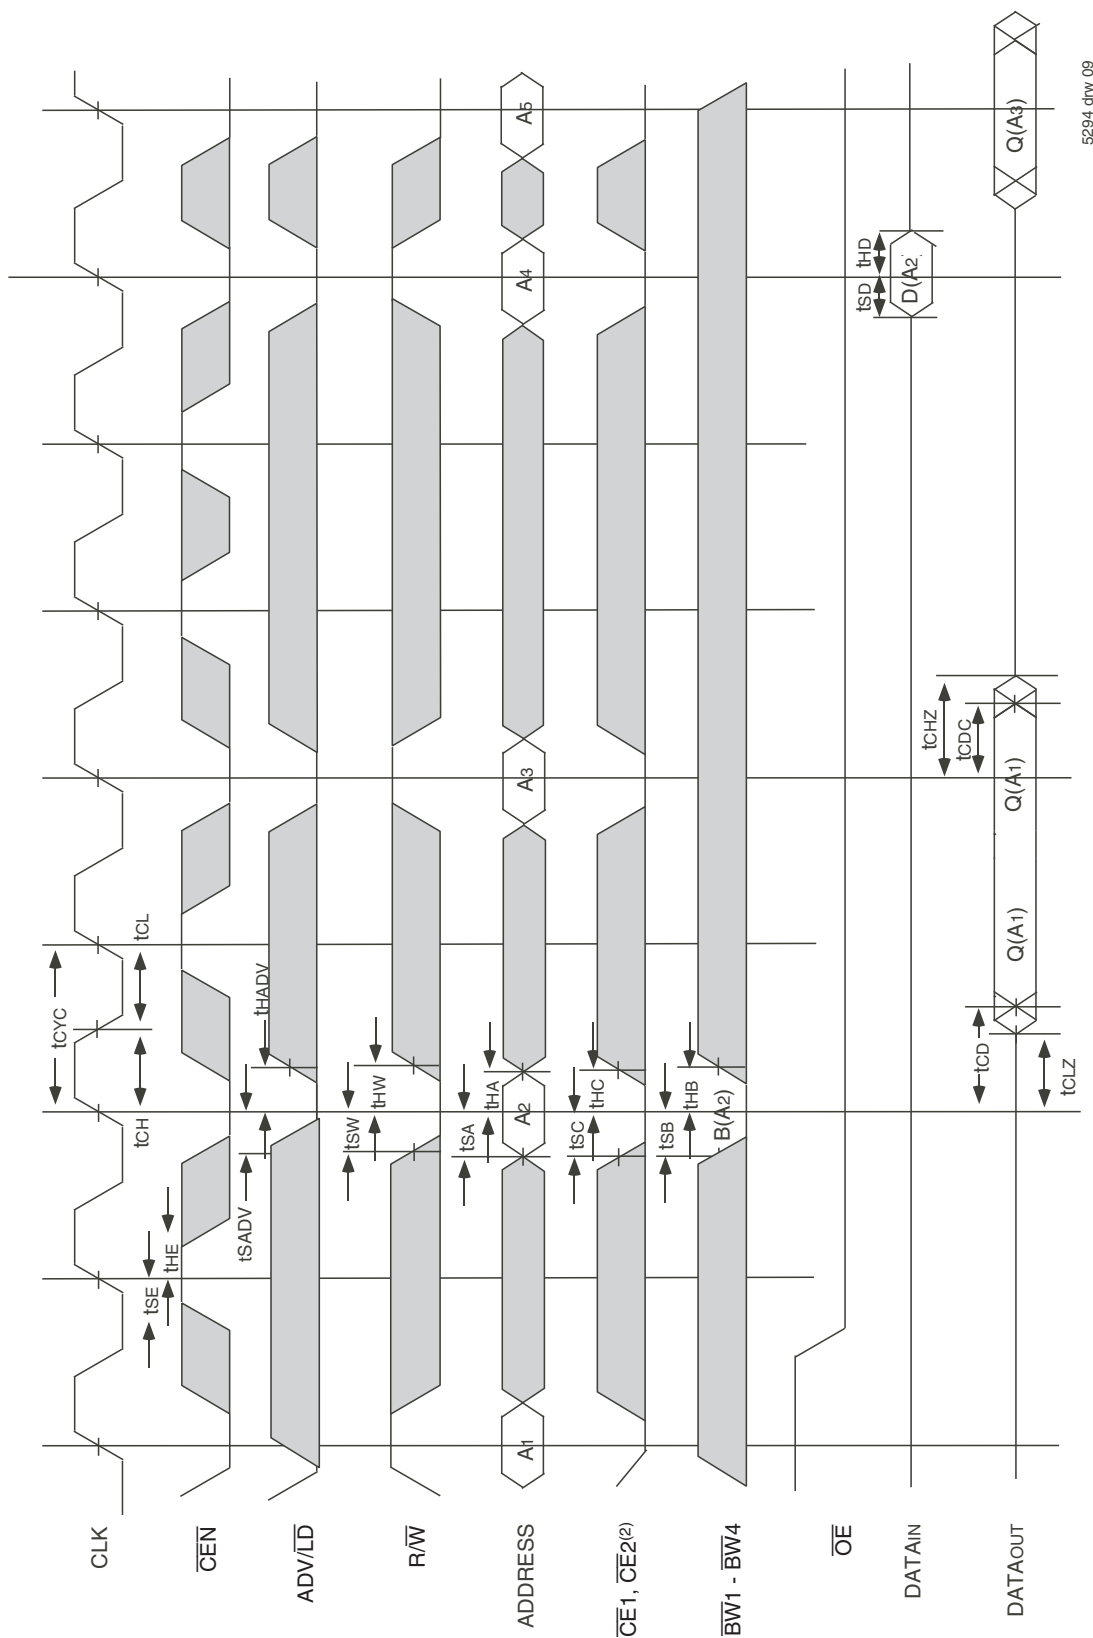 CLK
CEN
ADV/LD
R/W
ADDRESS
CE1, CE2(2)
BW1 - BW4
OE
DATAIN
DATAOUT
tCYC
tCH
tCL
tSE
tHE
tSADV
tHADV
tSW
tHW
A1
A2
A3
A4
A5
tSA
tHA
tSC
tHC
tSB
tHB
B(A2)
tSD
tHD
D(A2)
tCD
tCLZ
Q(A1)
Q(A1)
tCHZ
tCDC
Q(A3)
5294 drw 09